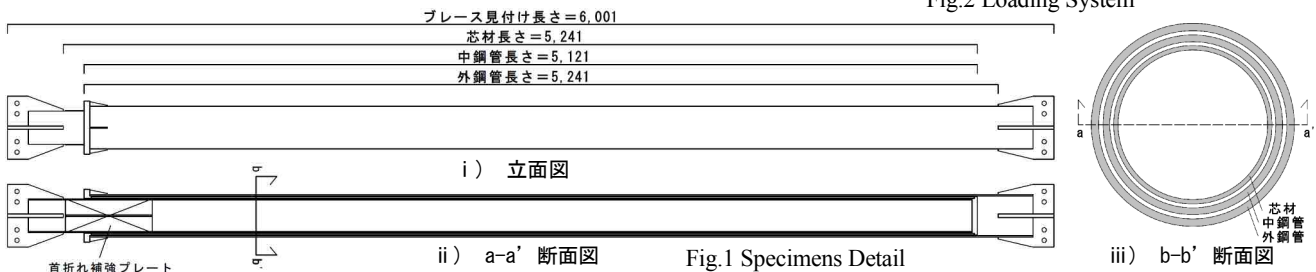 Fig.2 Loading System
ブレース見付け長さ=6,001
芯材長さ=5,241
中鋼管長さ=5,121
外鋼管長さ=5,241
a
a'
i) 立面図
b
芯材
中鋼管
外鋼管
首折れ補強プレート
b'
ii) a-a' 断面図
Fig.1 Specimens Detail
iii) b-b' 断面図